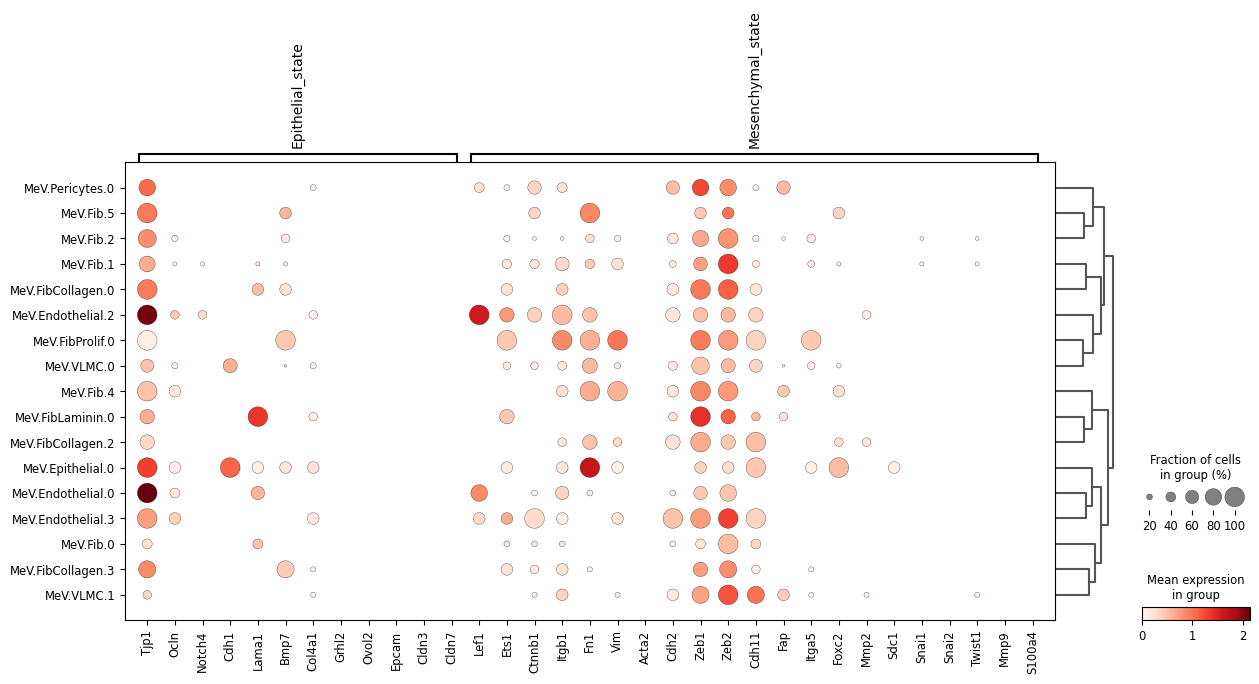 Epithelial_state
Mesenchymal_state
MeV.Pericytes.0
MeV.Fib.5
MeV.Fib.2
MeV.Fib.1
MeV.FibCollagen.0
MeV.Endothelial.2
MeV.FibProlif.0
MeV.VLMC.0
MeV.Fib.4
MeV.FibLaminin.0
MeV.FibCollagen.2
MeV.Epithelial.0
MeV.Endothelial.0
MeV.Endothelial.3
MeV.Fib.0
MeV.FibCollagen.3
MeV.VLMC.1
Tjp1
Ocln
Notch4
Cdh1
Lama1
Bmp7
Col4a1
Grhl2
Ovol2
Epcam
Cldn3
Cldn7
Lef1
Ets1
Ctnnb1
Itgb1
Fn1
Vim
Acta2
Cdh2
Zeb1
Zeb2
Cdh11
Fap
Itga5
Foxc2
Mmp2
Sdc1
Snai1
Snai2
Twist1
Mmp9
S100a4
Fraction of cells
in group (%)
20 40 60 80 100
Mean expression
in group
0 1 2